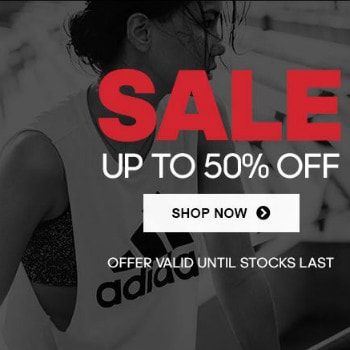 SALE
UP TO 50% OFF
SHOP NOW
OFFER VALID UNTIL STOCKS LAST
adidas